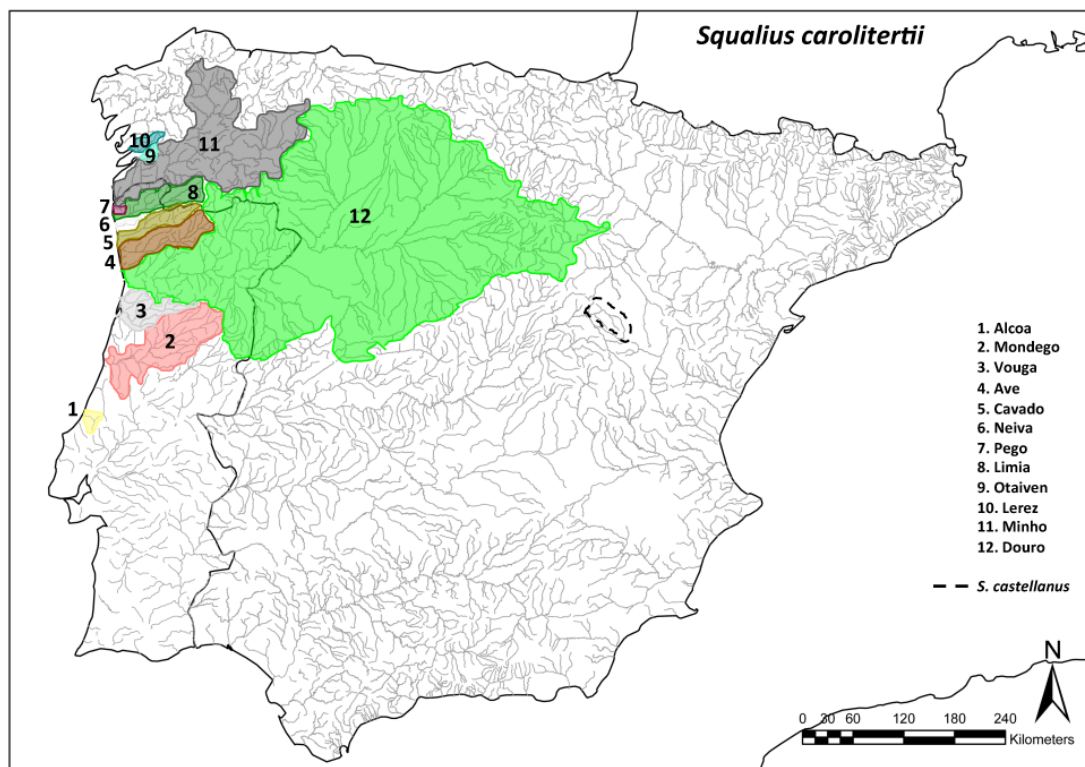 Squalius carolitertii
10
9
11
8
7
6
5
4
12
3
2
1
1. Alcoa
2. Mondego
3. Vouga
4. Ave
5. Cavado
6. Neiva
7. Pego
8. Limia
9. Otaiven
10. Lerez
11. Minho
12. Douro
S. castellanus
N
0 30 60 120 180 240
Kilometers